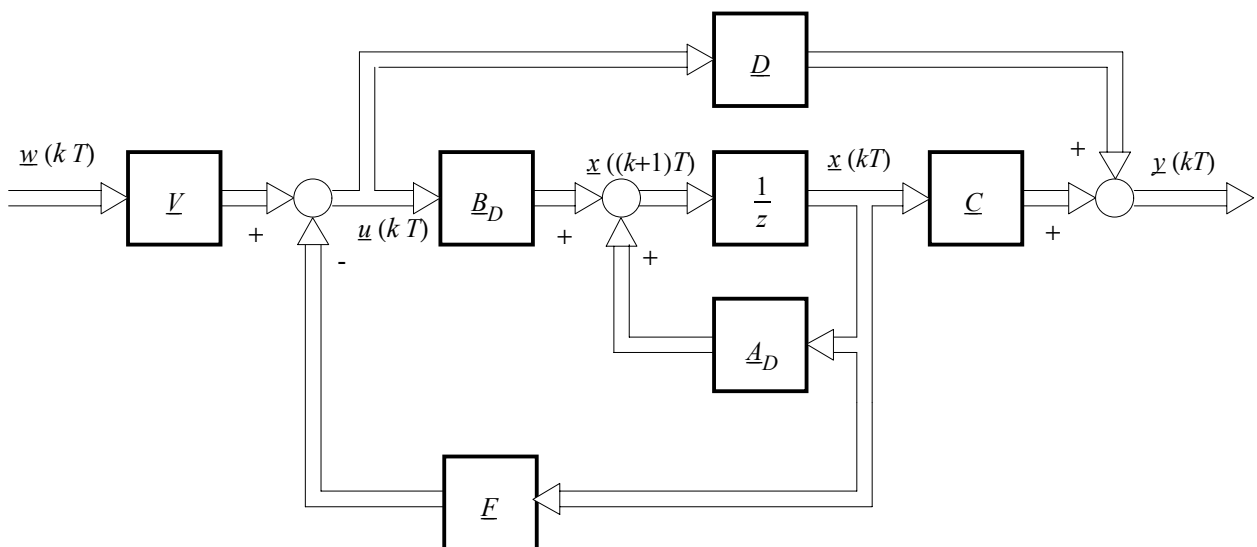 D
w (k T)
x ((k+1)T)
x (kT)
+
y (kT)
V
B_D
1
z
C
+
u (k T)
+
+
+
-
A_D
F